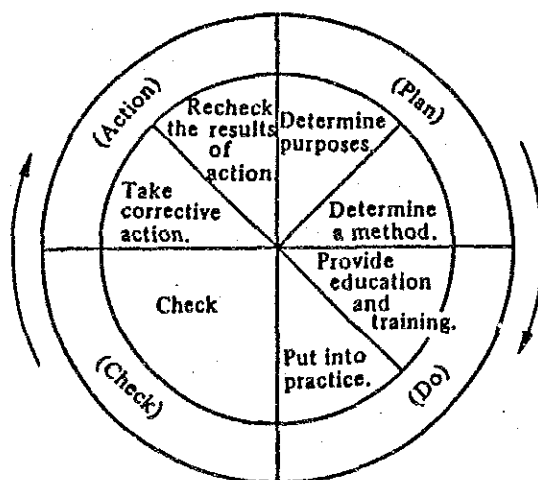 (Plan)
Determine
purposes.
Determine
a method.
(Do)
Provide
education
and
training.
Put into
practice.
(Check)
Check
(Action)
Take
corrective
action.
Recheck
the results
of
action